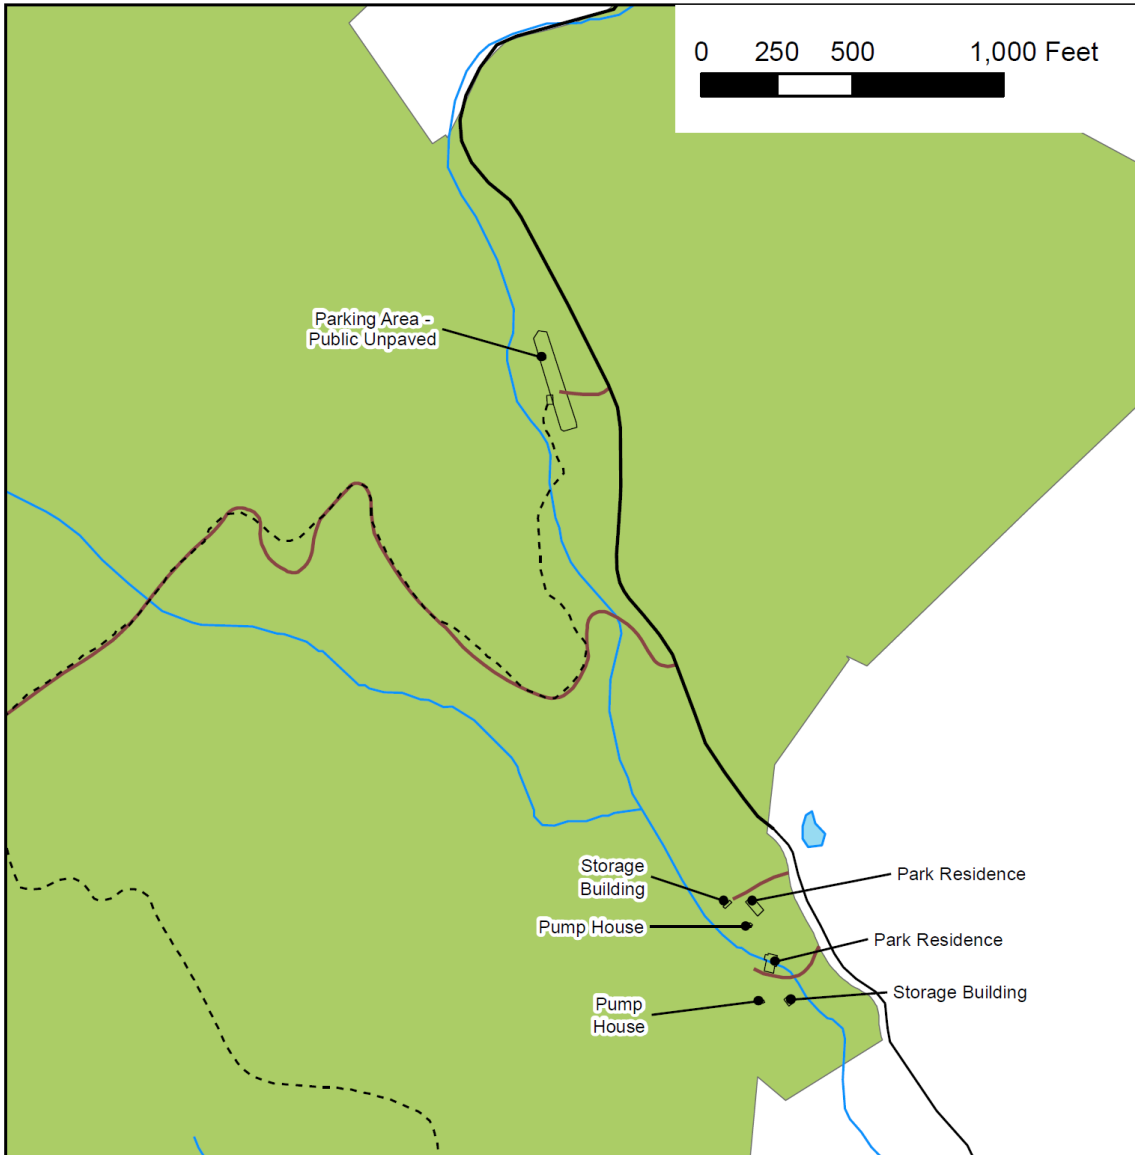 0 250 500 1,000 Feet
Parking Area -
Public Unpaved
Storage
Building
Park Residence
Pump House
Park Residence
Storage Building
Pump
House